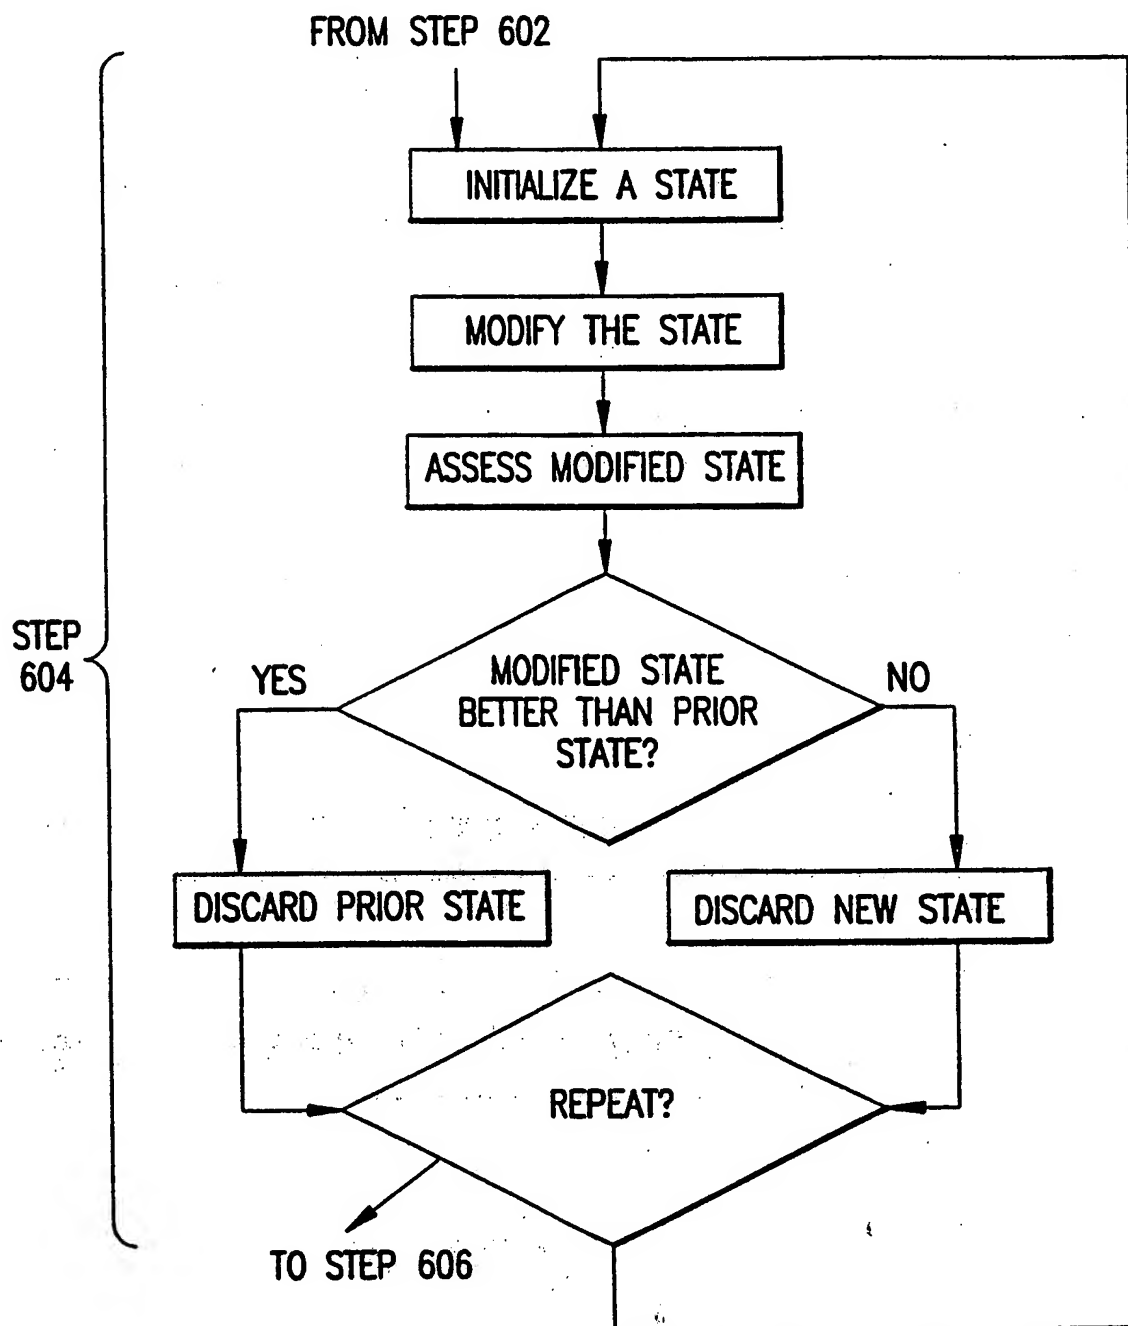 FROM STEP 602
INITIALIZE A STATE
MODIFY THE STATE
ASSESS MODIFIED STATE
STEP
604
YES
MODIFIED STATE
BETTER THAN PRIOR
STATE?
NO
DISCARD PRIOR STATE
DISCARD NEW STATE
REPEAT?
TO STEP 606